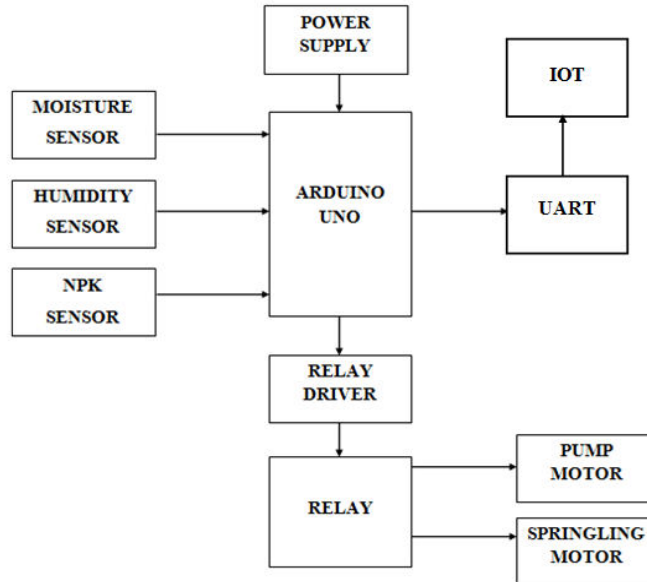 POWER
SUPPLY
IOT
MOISTURE
SENSOR
HUMIDITY
SENSOR
ARDUINO
UNO
UART
NPK
SENSOR
RELAY
DRIVER
RELAY
PUMP
MOTOR
SPRINGLING
MOTOR